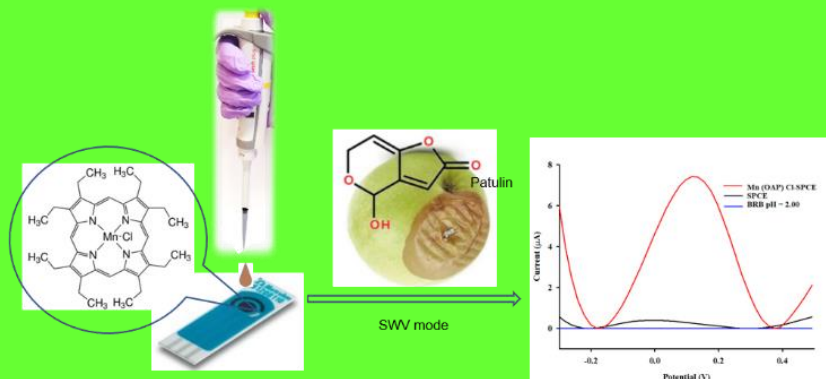 H₃C
CH₃
H₃C
CH₃
N
N
Mn-Cl
N
N
H₃C
CH₃
H₃C
CH₃
O
O
O
OH
Patulin
SWV mode
Mn (OAP) Cl-SPCE
SPCE
BRB pH = 2.00
Current (µA)
8
6
4
2
0
-0.2
0,0
0.2
0.4
Potential (V)